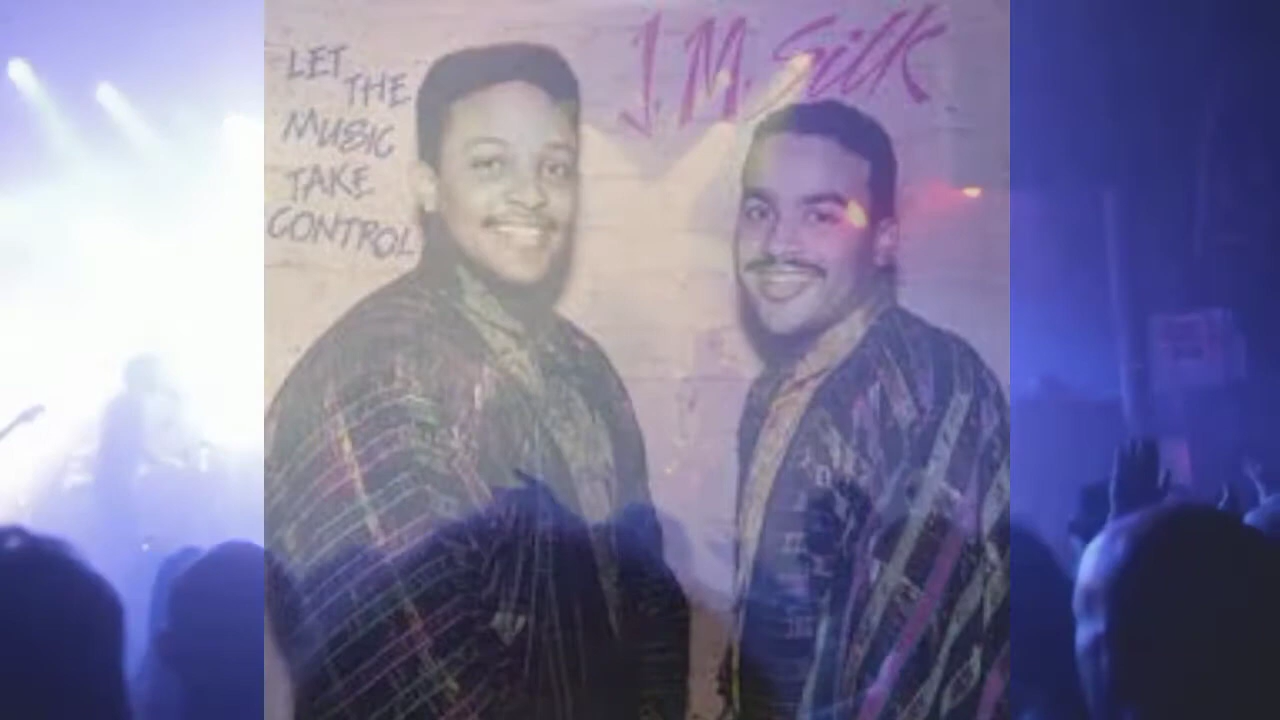 LET
THE
MUSIC
TAKE
CONTROL
J. M. Silk